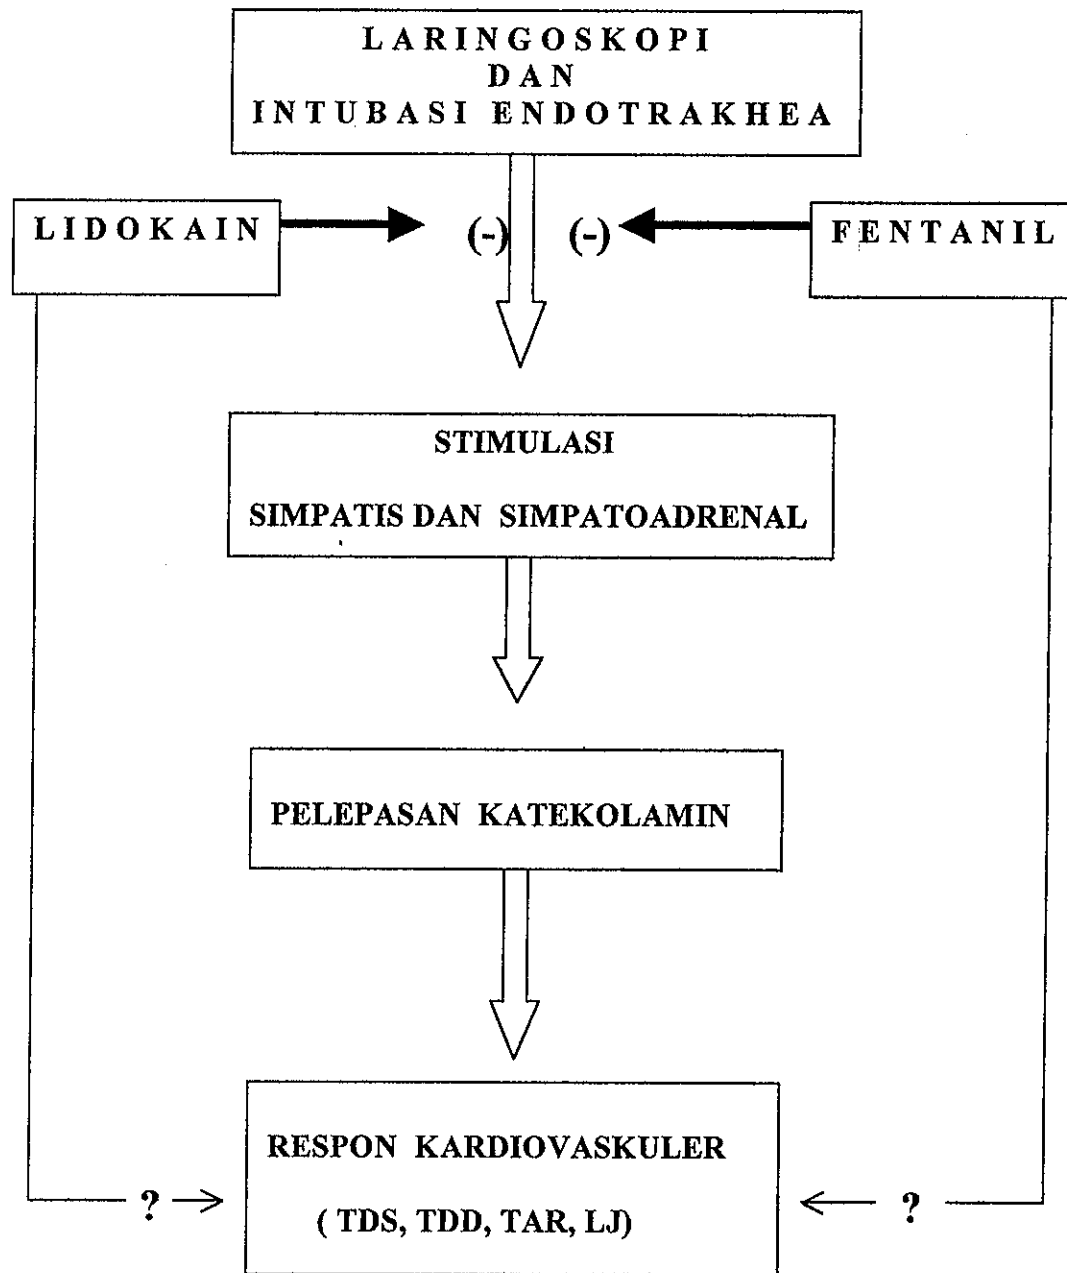 LARINGOSKOPI
DAN
INTUBASI ENDOTRAKHEA
LIDOKAIN
(-)
(-)
FENTANIL
STIMULASI
SIMPATIS DAN SIMPATOADRENAL
PELEPASAN KATEKOLAMIN
RESPON KARDIOVASKULER
( TDS, TDD, TAR, LJ)
?
?